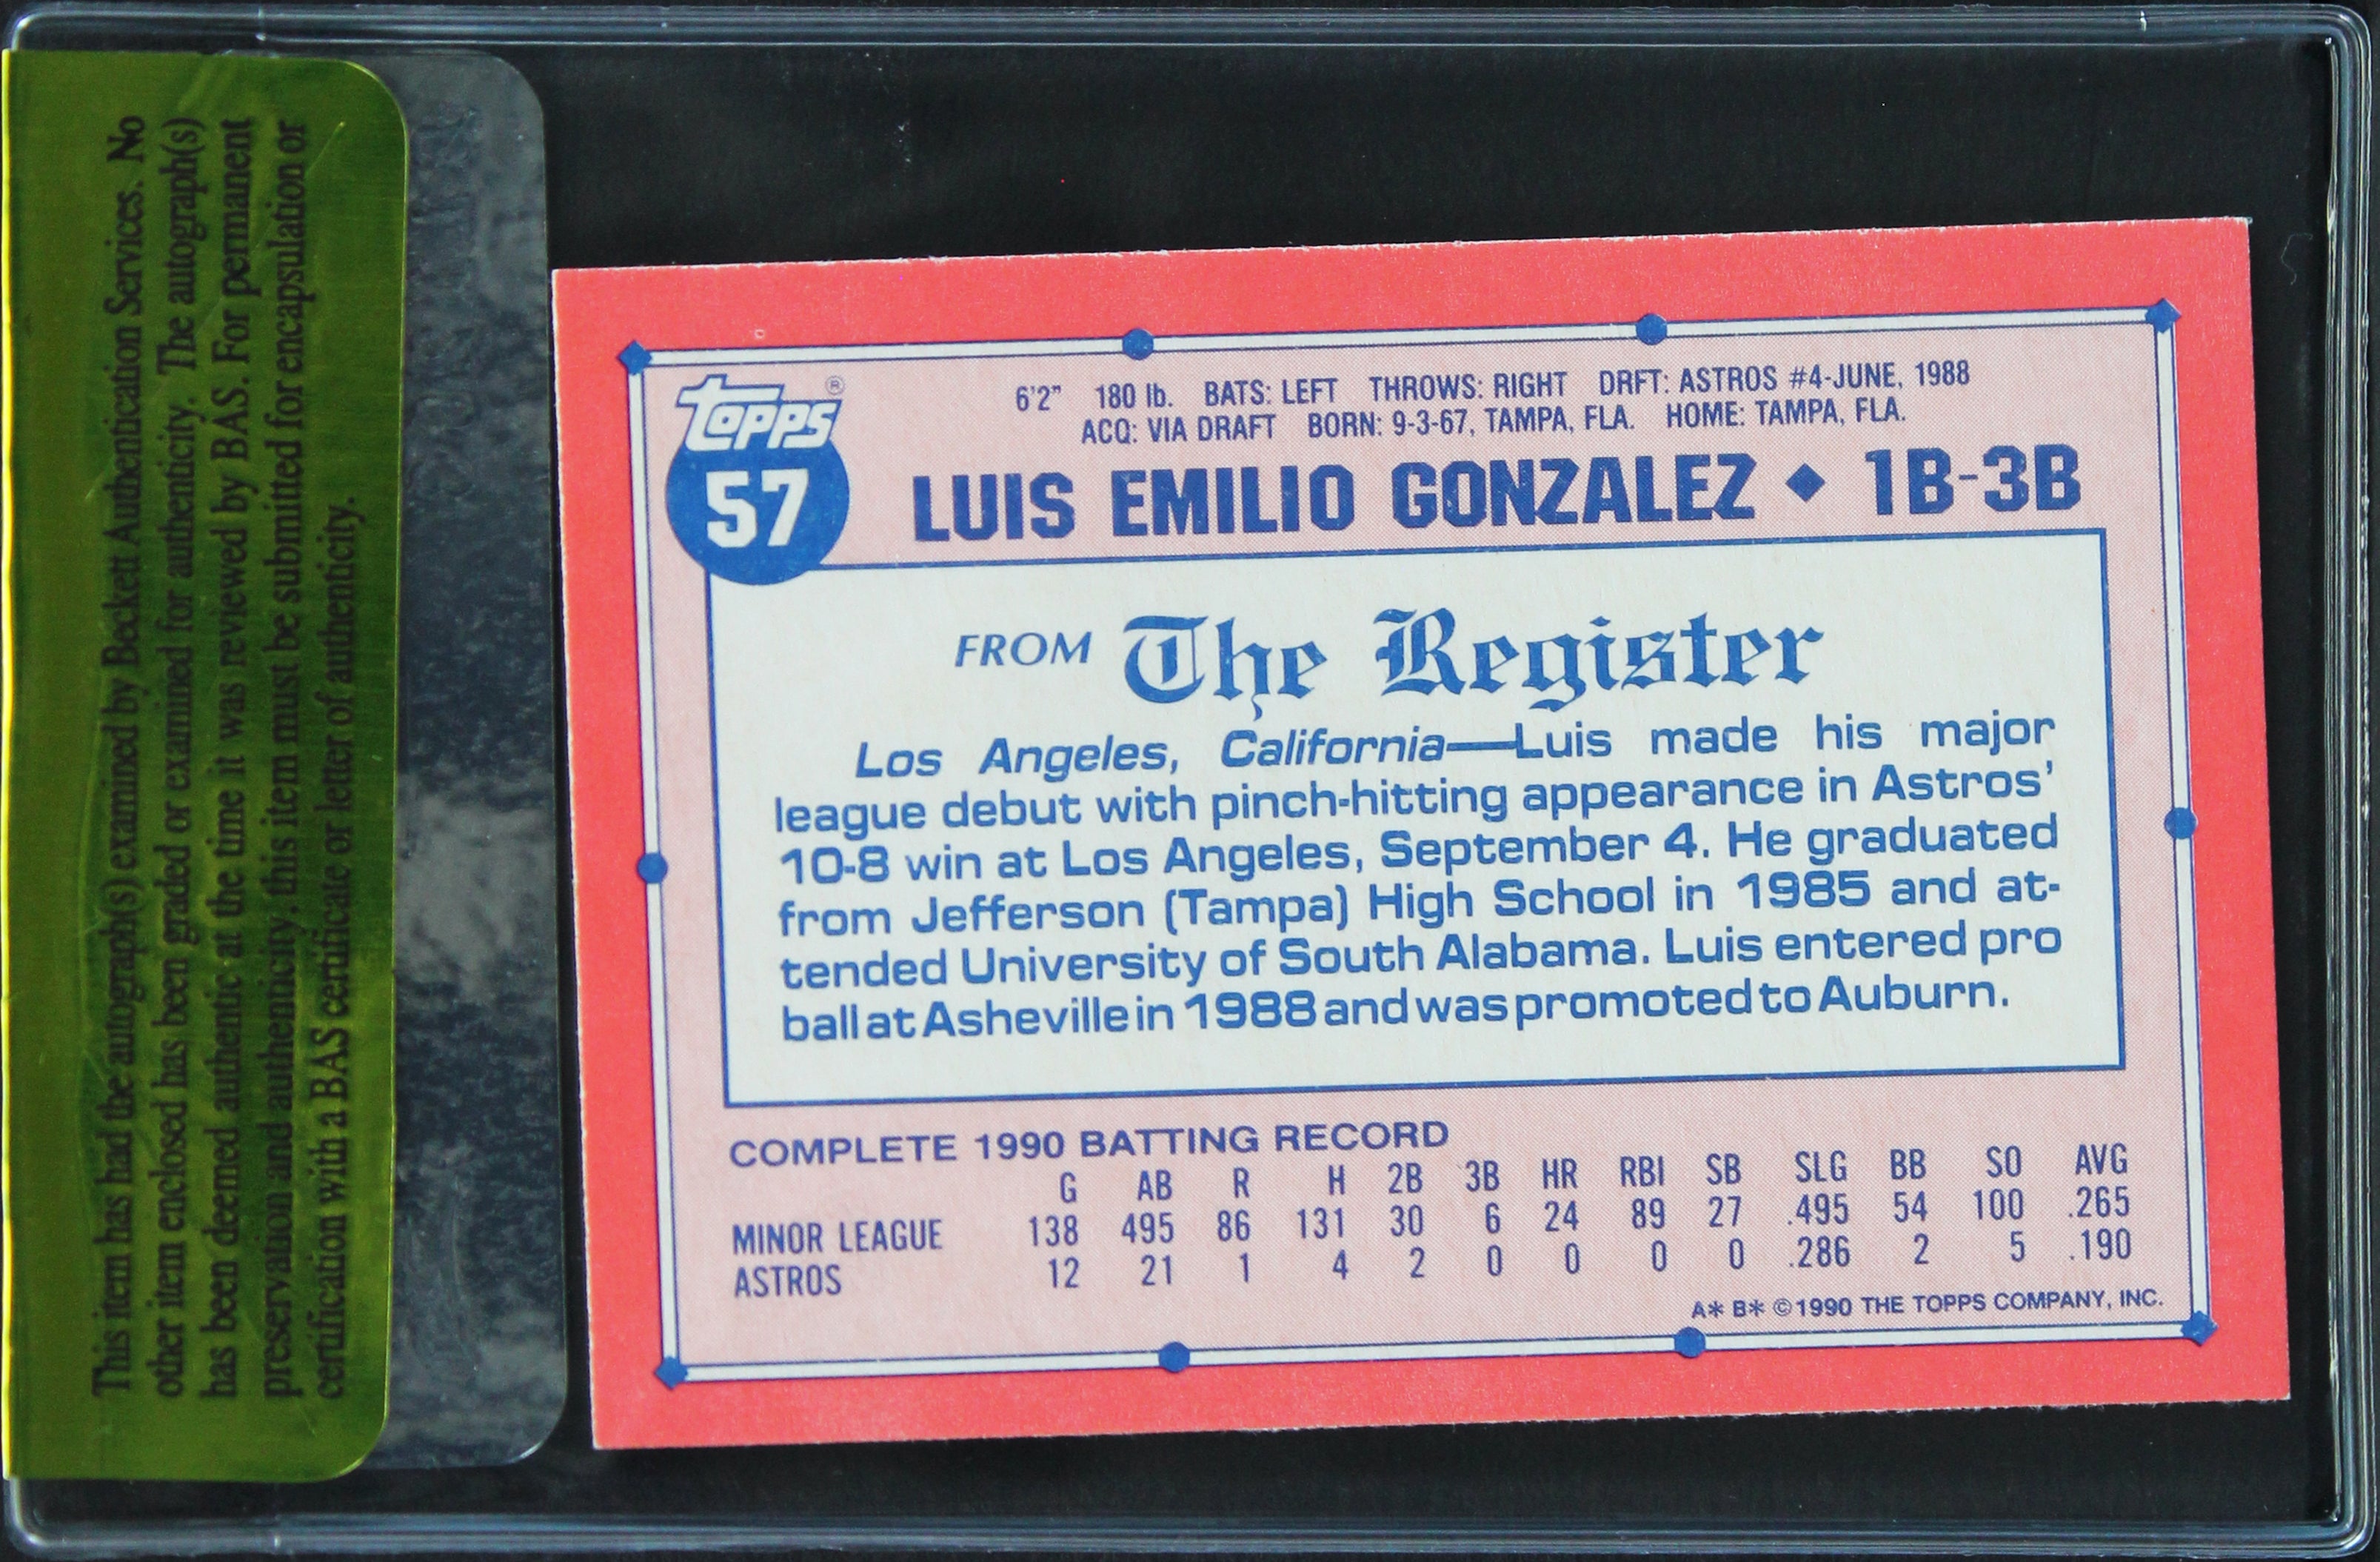 This item has had the autograph(s) examined by Beckett Authentication Services. No
other item enclosed has been graded or examined for authenticity. The autograph(s)
has been deemed authentic at the time it was reviewed by BAS. For permanent
preservation and authenticity, this item must be submitted for encapsulation or
certification with a BAS certificate or letter of authenticity.
Topps®
57
6'2" 180 lb. BATS: LEFT THROWS: RIGHT DRFT: ASTROS #4-JUNE, 1988
ACQ: VIA DRAFT BORN: 9-3-67, TAMPA, FLA. HOME: TAMPA, FLA.
LUIS EMILIO GONZALEZ ◆ 1B-3B
FROM The Register
Los Angeles, California—Luis made his major
league debut with pinch-hitting appearance in Astros'
10-8 win at Los Angeles, September 4. He graduated
from Jefferson (Tampa) High School in 1985 and at-
tended University of South Alabama. Luis entered pro
ball at Asheville in 1988 and was promoted to Auburn.
COMPLETE 1990 BATTING RECORD
G AB R H 2B 3B HR RBI SB SLG BB SO AVG
MINOR LEAGUE 138 495 86 131 30 6 24 89 27 .495 54 100 .265
ASTROS 12 21 1 4 2 0 0 0 0 .286 2 5 .190
A* B* ©1990 THE TOPPS COMPANY, INC.